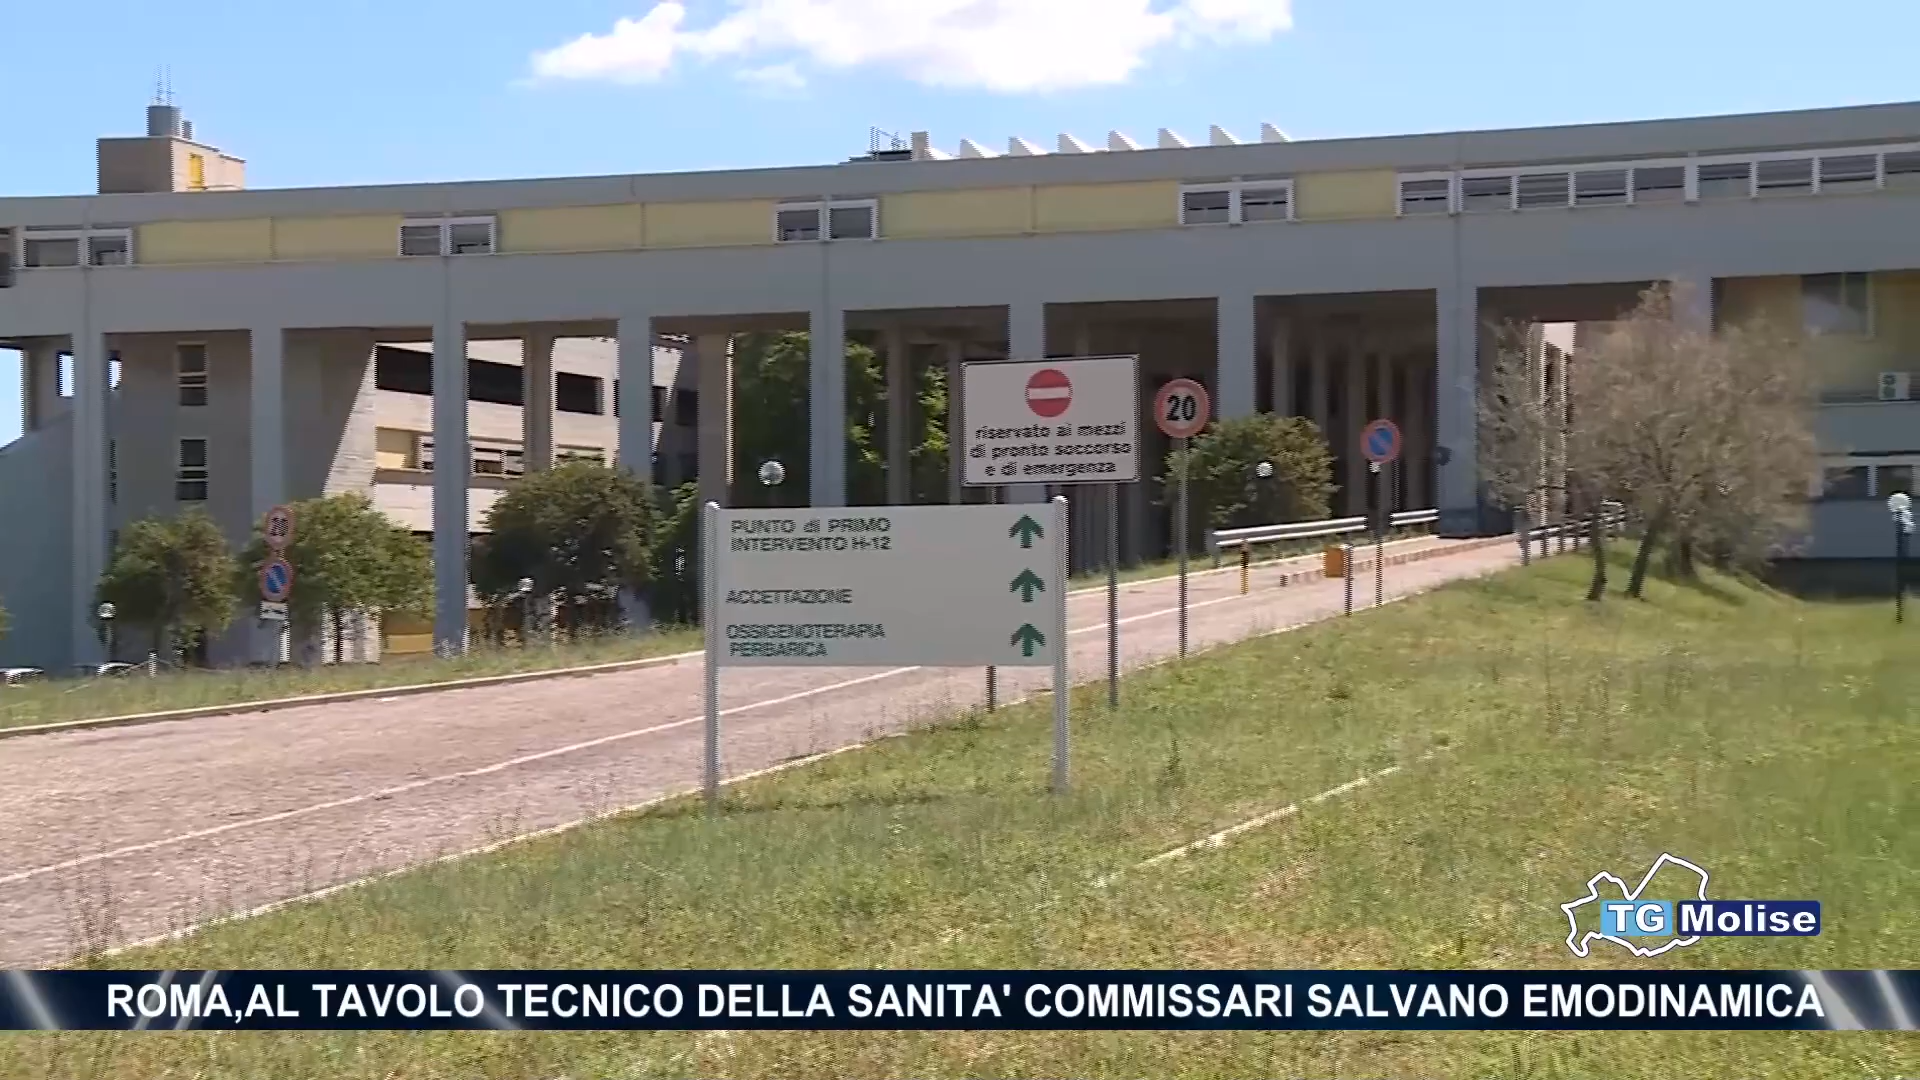 riservato ai mezzi
di pronto soccorso
e di emergenza
20
PUNTO di PRIMO
INTERVENTO H-12
ACCETTAZIONE
OSSIGENOTERAPIA
PERBARICA
TG Molise
ROMA,AL TAVOLO TECNICO DELLA SANITA' COMMISSARI SALVANO EMODINAMICA